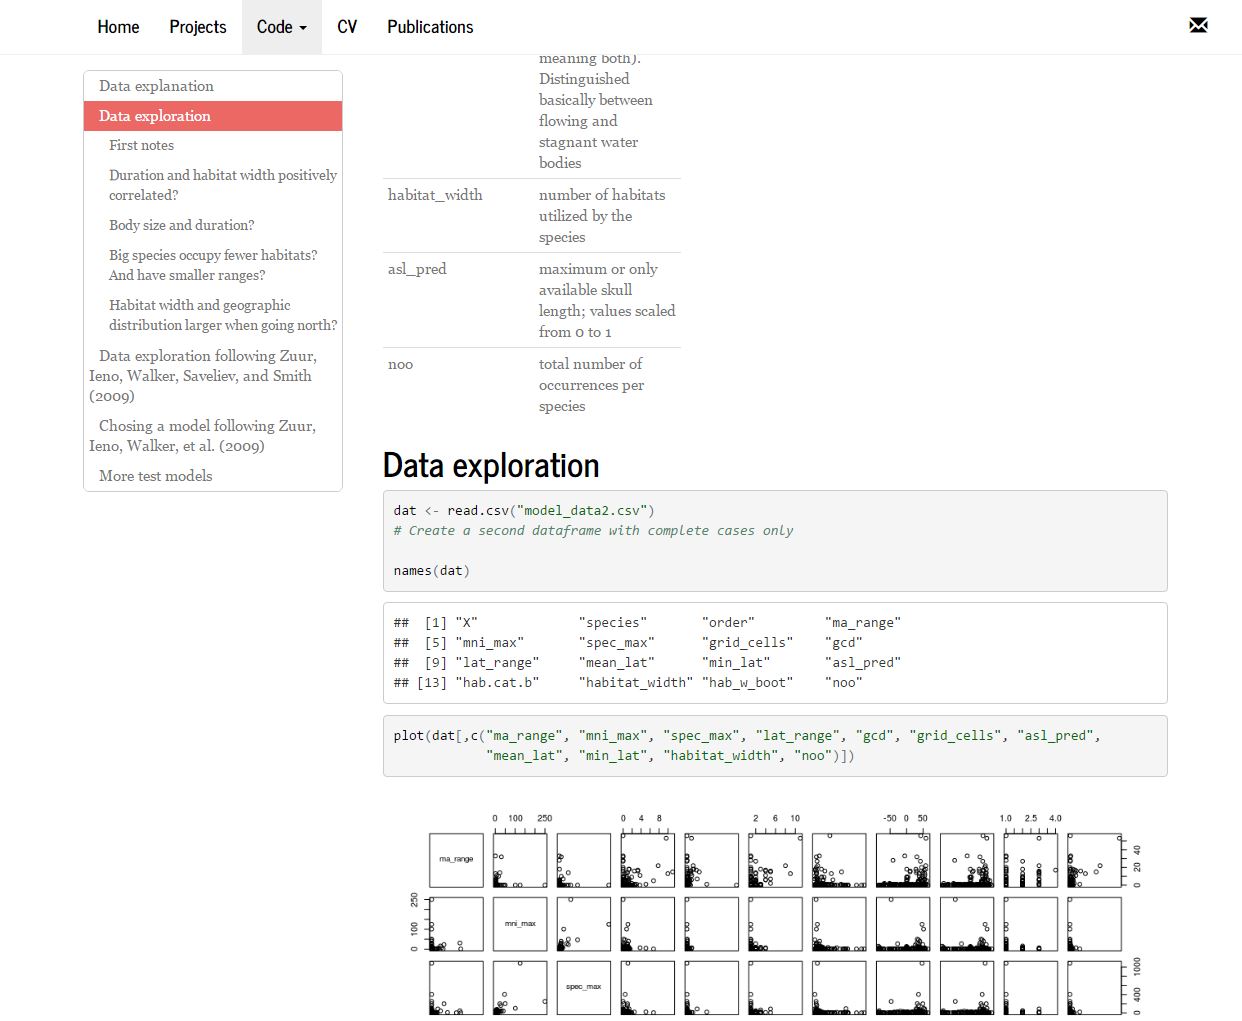 Home Projects Code CV Publications
Data explanation
Data exploration
First notes
Duration and habitat width positively
correlated?
Body size and duration?
Big species occupy fewer habitats?
And have smaller ranges?
Habitat width and geographic
distribution larger when going north?
Data exploration following Zuur,
Ieno, Walker, Saveliev, and Smith
(2009)
Chosing a model following Zuur,
Ieno, Walker, et al. (2009)
More test models
meaning both).
Distinguished
basically between
flowing and
stagnant water
bodies
habitat_width number of habitats
utilized by the
species
asl_pred maximum or only
available skull
length; values scaled
from 0 to 1
noo total number of
occurrences per
species
Data exploration
dat <- read.csv("model_data2.csv")
# Create a second dataframe with complete cases only
names(dat)
## [1] "X" "species" "order" "ma_range"
## [5] "mni_max" "spec_max" "grid_cells" "gcd"
## [9] "lat_range" "mean_lat" "min_lat" "asl_pred"
## [13] "hab.cat.b" "habitat_width" "hab_w_boot" "noo"
plot(dat[,c("ma_range", "mni_max", "spec_max", "lat_range", "gcd", "grid_cells", "asl_pred",
"mean_lat", "min_lat", "habitat_width", "noo")])
0 100 250 0 4 8 2 6 10 -50 0 50 1.0 2.5 4.0
ma_range
0 20 40
mni_max
0 100 250
spec_max
0 400 1000